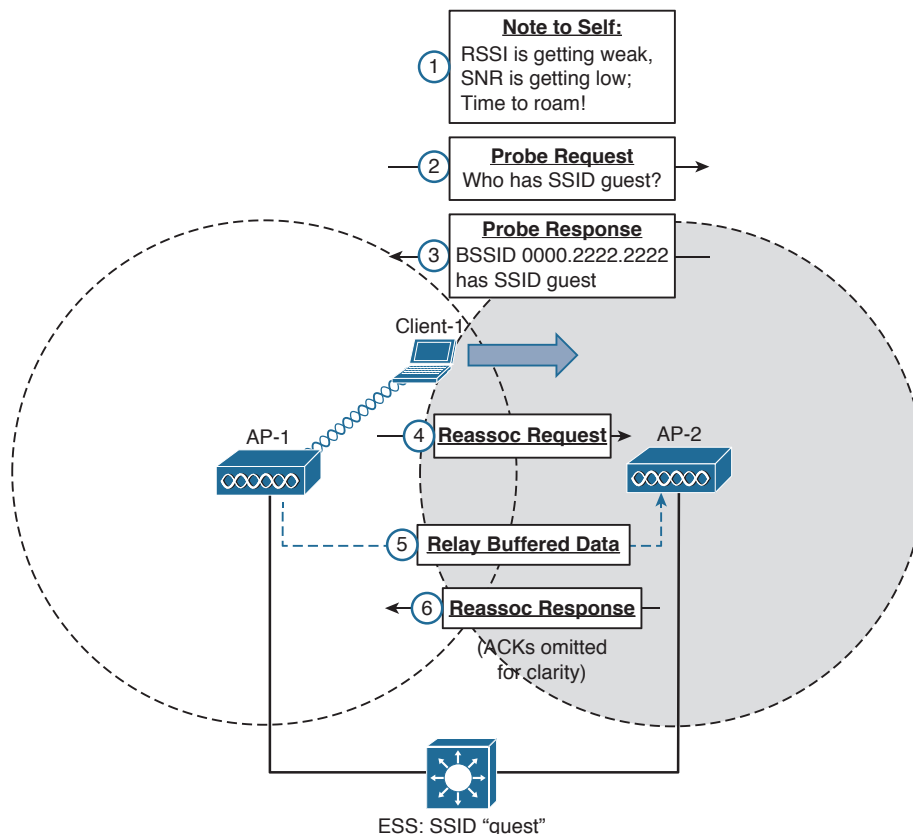 Note to Self:
1
RSSI is getting weak,
SNR is getting low;
Time to roam!
2
Probe Request
Who has SSID guest?
3
Probe Response
BSSID 0000.2222.2222
has SSID guest
Client-1
AP-1
4
Reassoc Request
AP-2
5
Relay Buffered Data
6
Reassoc Response
(ACKs omitted
for clarity)
ESS: SSID “guest”